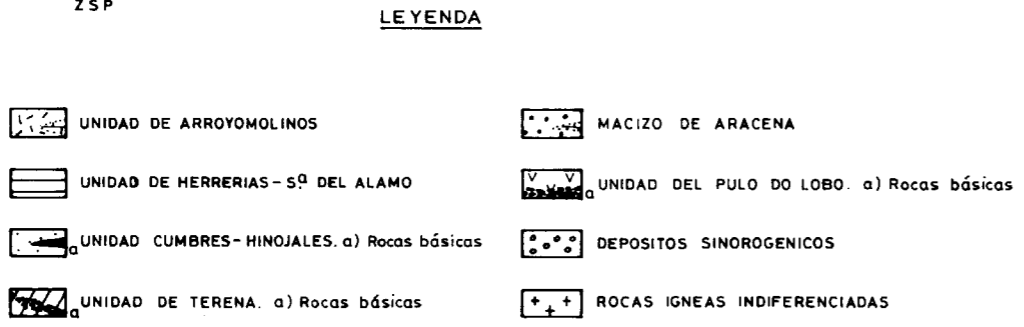 ZSP
LEYENDA
UNIDAD DE ARROYOMOLINOS
UNIDAD DE HERRERIAS-Sª DEL ALAMO
a UNIDAD CUMBRES-HINOJALES. a) Rocas básicas
a UNIDAD DE TERENA. a) Rocas básicas
MACIZO DE ARACENA
a UNIDAD DEL PULO DO LOBO. a) Rocas básicas
DEPOSITOS SINOROGENICOS
ROCAS IGNEAS INDIFERENCIADAS